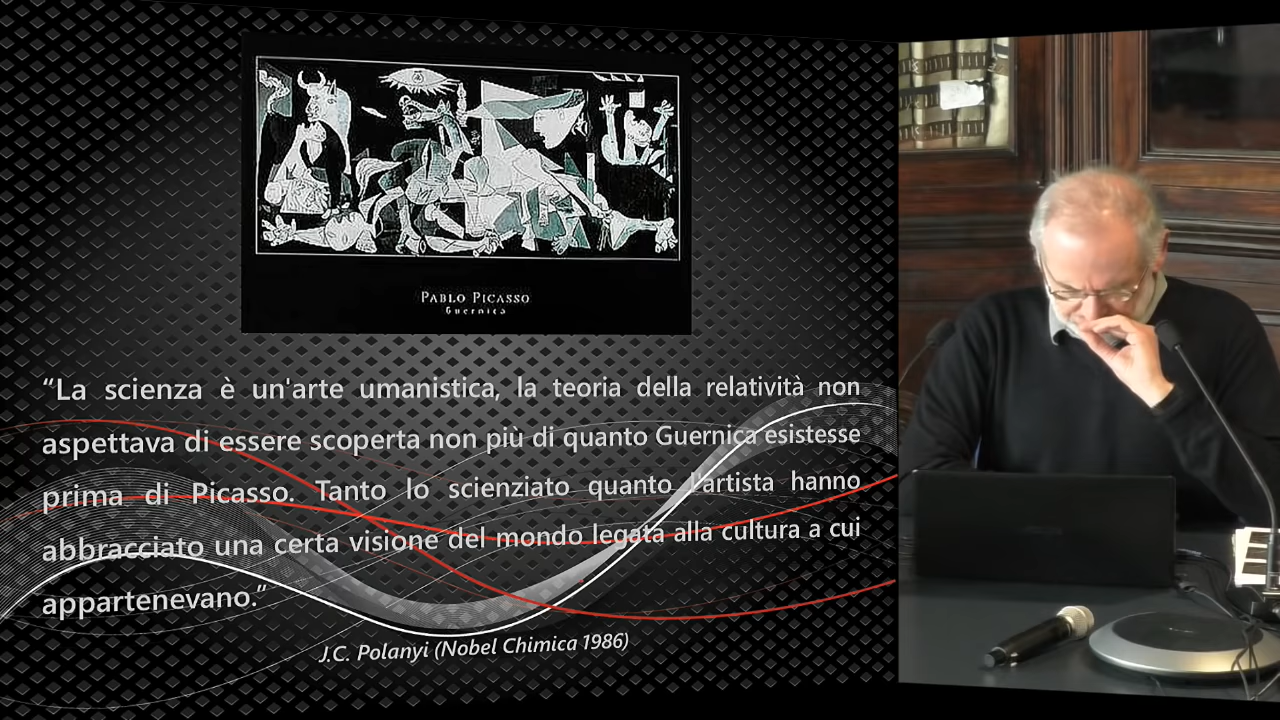 PABLO PICASSO
Guernica
“La scienza è un'arte umanistica, la teoria della relatività non
aspettava di essere scoperta non più di quanto Guernica esistesse
prima di Picasso. Tanto lo scienziato quanto l'artista hanno
abbracciato una certa visione del mondo legata alla cultura a cui
appartenevano.”
J.C. Polanyi (Nobel Chimica 1986)